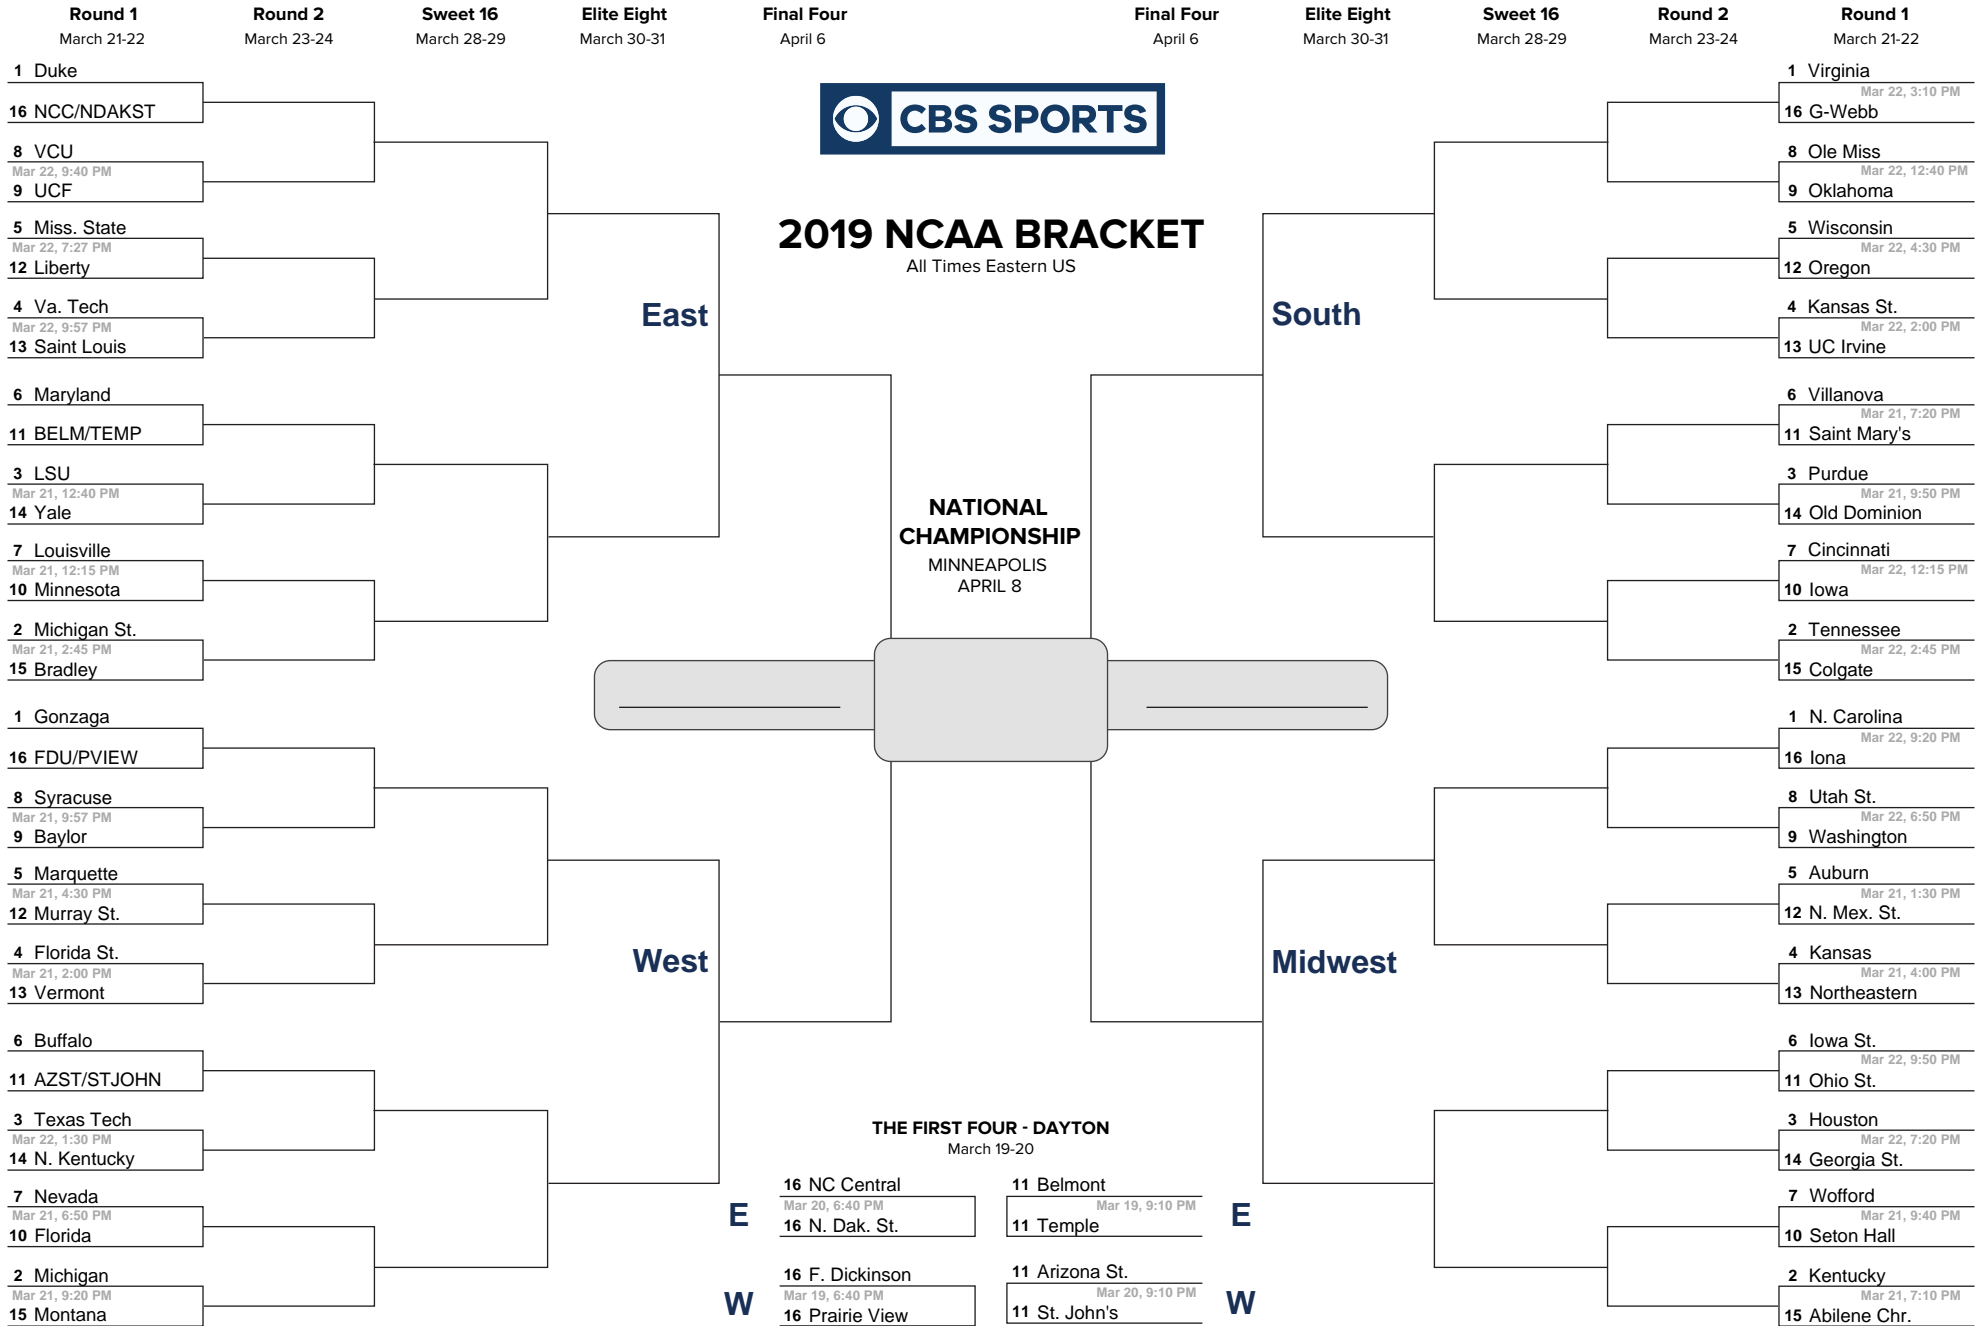 Round 1 Round 2 Sweet 16 Elite Eight Final Four Final Four Elite Eight Sweet 16 Round 2 Round 1
March 21-22 March 23-24 March 28-29 March 30-31 April 6 April 6 March 30-31 March 28-29 March 23-24 March 21-22
1 Duke
16 NCC/NDAKST
8 VCU
Mar 22, 9:40 PM
9 UCF
5 Miss. State
Mar 22, 7:27 PM
12 Liberty
4 Va. Tech
Mar 22, 9:57 PM
13 Saint Louis
6 Maryland
11 BELM/TEMP
3 LSU
Mar 21, 12:40 PM
14 Yale
7 Louisville
Mar 21, 12:15 PM
10 Minnesota
2 Michigan St.
Mar 21, 2:45 PM
15 Bradley
East
1 Gonzaga
16 FDU/PVIEW
8 Syracuse
Mar 21, 9:57 PM
9 Baylor
5 Marquette
Mar 21, 4:30 PM
12 Murray St.
4 Florida St.
Mar 21, 2:00 PM
13 Vermont
6 Buffalo
11 AZST/STJOHN
3 Texas Tech
Mar 22, 1:30 PM
14 N. Kentucky
7 Nevada
Mar 21, 6:50 PM
10 Florida
2 Michigan
Mar 21, 9:20 PM
15 Montana
West
CBS SPORTS
2019 NCAA BRACKET
All Times Eastern US
NATIONAL
CHAMPIONSHIP
MINNEAPOLIS
APRIL 8
THE FIRST FOUR - DAYTON
March 19-20
E
16 NC Central
Mar 20, 6:40 PM
16 N. Dak. St.
11 Belmont
Mar 19, 9:10 PM
11 Temple
E
W
16 F. Dickinson
Mar 19, 6:40 PM
16 Prairie View
11 Arizona St.
Mar 20, 9:10 PM
11 St. John's
W
South
1 Virginia
Mar 22, 3:10 PM
16 G-Webb
8 Ole Miss
Mar 22, 12:40 PM
9 Oklahoma
5 Wisconsin
Mar 22, 4:30 PM
12 Oregon
4 Kansas St.
Mar 22, 2:00 PM
13 UC Irvine
6 Villanova
Mar 21, 7:20 PM
11 Saint Mary's
3 Purdue
Mar 21, 9:50 PM
14 Old Dominion
7 Cincinnati
Mar 22, 12:15 PM
10 Iowa
2 Tennessee
Mar 22, 2:45 PM
15 Colgate
Midwest
1 N. Carolina
Mar 22, 9:20 PM
16 Iona
8 Utah St.
Mar 22, 6:50 PM
9 Washington
5 Auburn
Mar 21, 1:30 PM
12 N. Mex. St.
4 Kansas
Mar 21, 4:00 PM
13 Northeastern
6 Iowa St.
Mar 22, 9:50 PM
11 Ohio St.
3 Houston
Mar 22, 7:20 PM
14 Georgia St.
7 Wofford
Mar 21, 9:40 PM
10 Seton Hall
2 Kentucky
Mar 21, 7:10 PM
15 Abilene Chr.